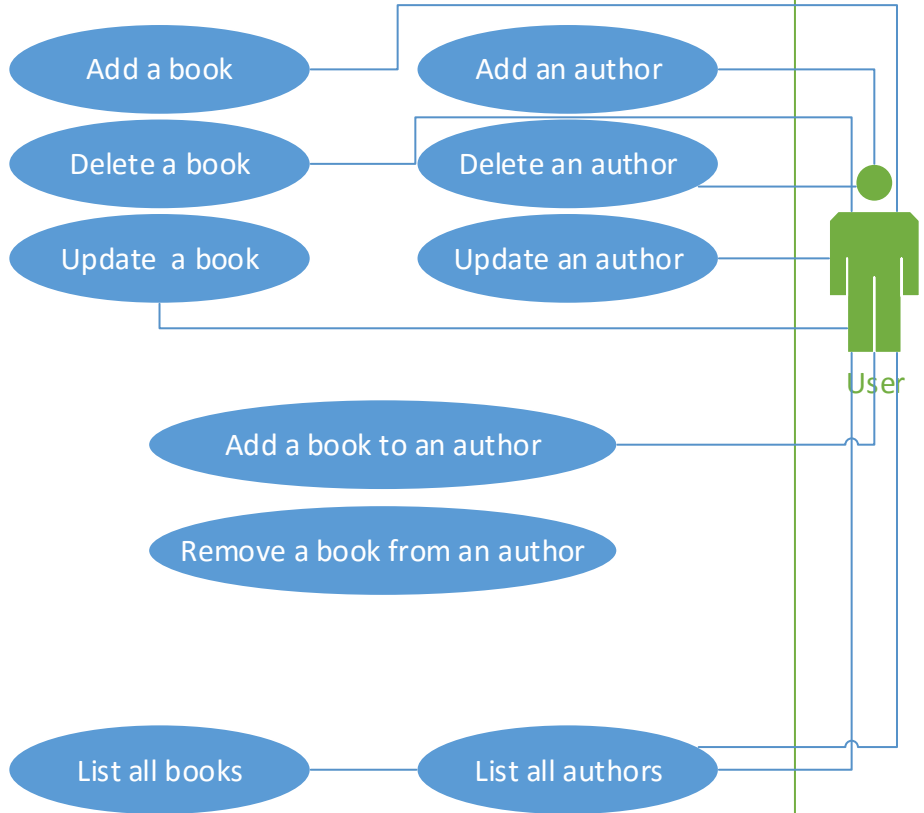 Add a book
Add an author
Delete a book
Delete an author
Update a book
Update an author
User
Add a book to an author
Remove a book from an author
List all books
List all authors